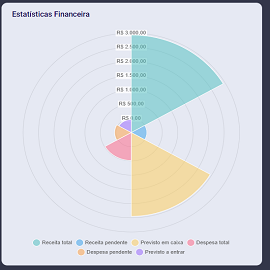 Estatísticas Financeira
R$ 3.000,00
R$ 2.500,00
R$ 2.000,00
R$ 1.500,00
R$ 1.000,00
R$ 500,00
R$ 0,00
Receita total Receita pendente Previsto em caixa Despesa total
Despesa pendente Previsto a entrar